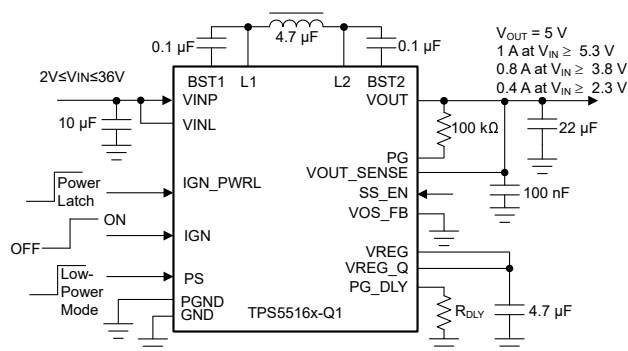 4.7 µF
0.1 µF
0.1 µF
BST1 L1 L2 BST2
VOUT = 5 V
1 A at VIN ≥ 5.3 V
0.8 A at VIN ≥ 3.8 V
0.4 A at VIN ≥ 2.3 V
2V≤VIN≤36V
VINP
VOUT
10 µF
VINL
100 kΩ
22 µF
PG
VOUT_SENSE
Power
Latch
IGN_PWRL
SS_EN
100 nF
VOS_FB
OFF
ON
IGN
VREG
VREG_Q
Low-
Power
Mode
PS
PG_DLY
PGND
GND
TPS5516x-Q1
RDLY
4.7 µF